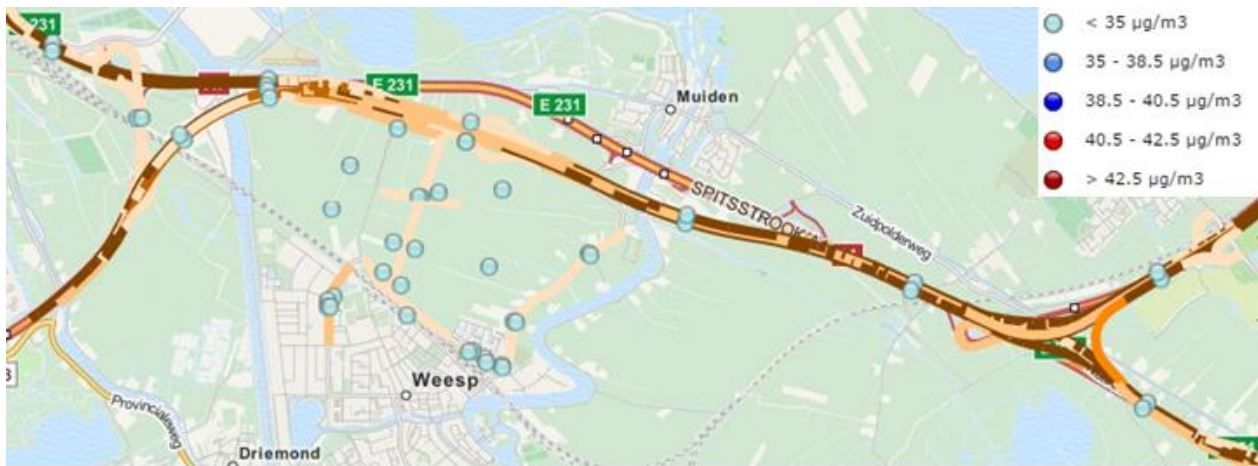 < 35 µg/m3
35 - 38.5 µg/m3
38.5 - 40.5 µg/m3
40.5 - 42.5 µg/m3
> 42.5 µg/m3
231
E 231
E 231
Muiden
SPITSSTROOK
Zuidpolderweg
Weesp
Provincialeweg
Driemond
3